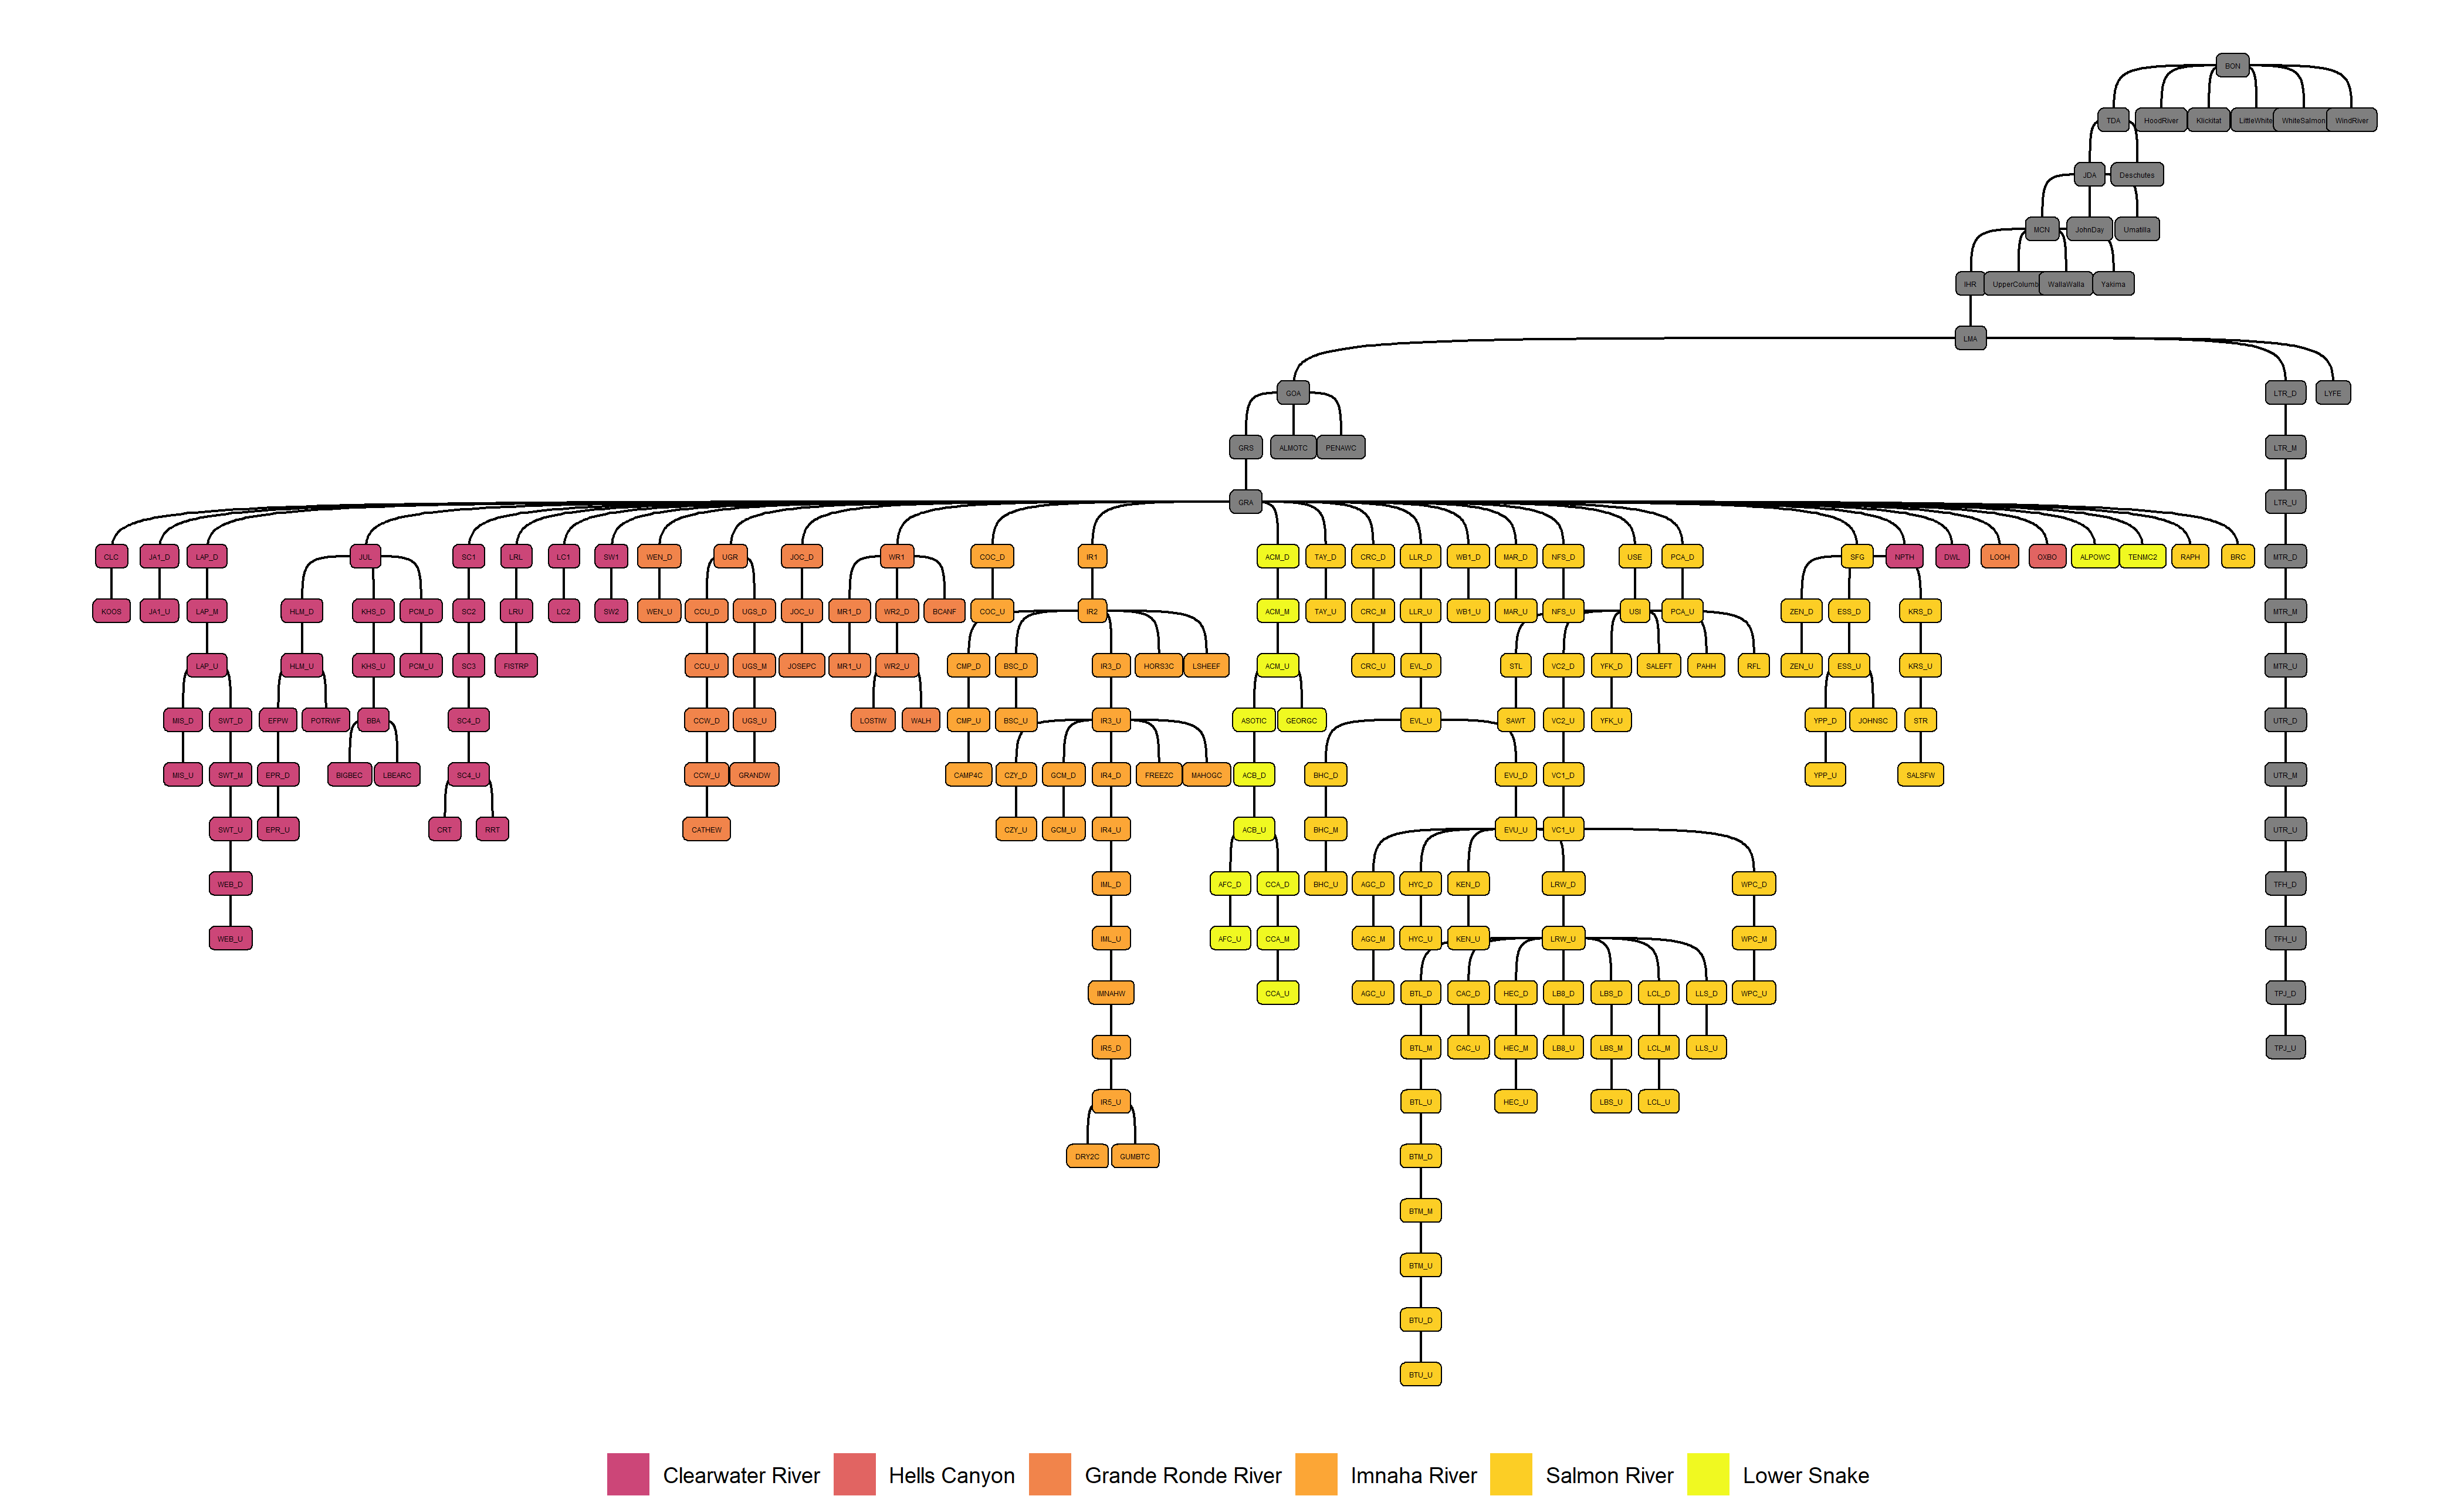 BON
TDA HoodRiver Klickitat LittleWhite WhiteSalmon WindRiver
JDA Deschutes
MCN JohnDay Umatilla
IHR UpperColumb WallaWalla Yakima
LMA
GOA LTR_D LYFE
GRS ALMOTC PENAWC LTR_M
GRA LTR_U
CLC JA1_D LAP_D JUL SC1 LRL LC1 SW1 WEN_D UGR JOC_D WR1 COC_D IR1 ACM_D TAY_D CRC_D LLR_D WB1_D MAR_D NFS_D USE PCA_D SFG NPTH DWL LOOH OXBO ALPOWC TENMC2 RAPH BRC MTR_D
KOOS JA1_U LAP_M HLM_D KHS_D PCM_D SC2 LRU LC2 SW2 WEN_U CCU_D UGS_D JOC_U MR1_D WR2_D BCANF COC_U IR2 ACM_M TAY_U CRC_M LLR_U WB1_U MAR_U NFS_U USI PCA_U ZEN_D ESS_D KRS_D MTR_M
LAP_U HLM_U KHS_U PCM_U SC3 FISTRP CCU_U UGS_M JOSEPC MR1_U WR2_U CMP_D BSC_D IR3_D HORS3C LSHEEF ACM_U CRC_U EVL_D STL VC2_D YFK_D SALEFT PAHH RFL ZEN_U ESS_U KRS_U MTR_U
MIS_D SWT_D EFPW POTRWF BBA SC4_D CCW_D UGS_U LOSTIW WALH CMP_U BSC_U IR3_U ASOTIC GEORGC EVL_U SAWT VC2_U YFK_U YPP_D JOHNSC STR UTR_D
MIS_U SWT_M EPR_D BIGBEC LBEARC SC4_U CCW_U GRANDW CAMP4C CZY_D GCM_D IR4_D FREEZC MAHOGC ACB_D BHC_D EVU_D VC1_D YPP_U SALSFW UTR_M
SWT_U EPR_U CRT RRT CATHEW CZY_U GCM_U IR4_U ACB_U BHC_M EVU_U VC1_U UTR_U
WEB_D IML_D AFC_D CCA_D BHC_U AGC_D HYC_D KEN_D LRW_D WPC_D TFH_D
WEB_U IML_U AFC_U CCA_M AGC_M HYC_U KEN_U LRW_U WPC_M TFH_U
IMNAHW CCA_U AGC_U BTL_D CAC_D HEC_D LB8_D LBS_D LCL_D LLS_D WPC_U TPJ_D
IR5_D BTL_M CAC_U HEC_M LB8_U LBS_M LCL_M LLS_U TPJ_U
IR5_U BTL_U HEC_U LBS_U LCL_U
DRY2C GUMBTC BTM_D
BTM_M
BTM_U
BTU_D
BTU_U
Clearwater River Hells Canyon Grande Ronde River Imnaha River Salmon River Lower Snake